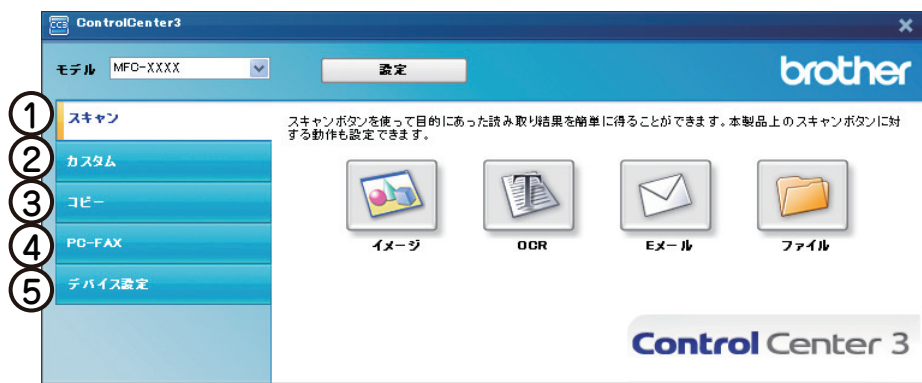 ControlCenter3
モデル MFC-XXXX 設定 brother
① スキャン
② カスタム
③ コピー
④ PC-FAX
⑤ デバイス設定
スキャンボタンを使って目的にあった読み取り結果を簡単に得ることができます。本製品上のスキャンボタンに対
する動作も設定できます。
イメージ OCR Eメール ファイル
Control Center 3